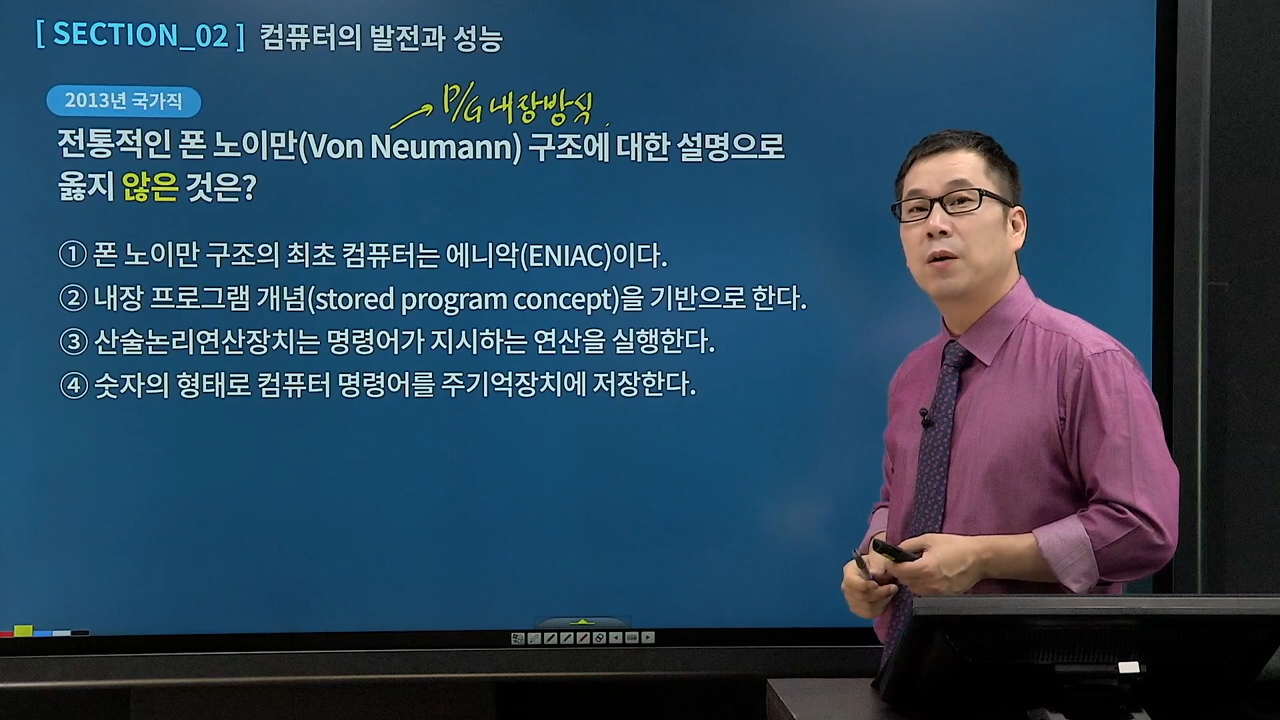 [ SECTION_02 ] 컴퓨터의 발전과 성능
2013년 국가직
P/G 내장방식
전통적인 폰 노이만(Von Neumann) 구조에 대한 설명으로
옳지 않은 것은?
① 폰 노이만 구조의 최초 컴퓨터는 에니악(ENIAC)이다.
② 내장 프로그램 개념(stored program concept)을 기반으로 한다.
③ 산술논리연산장치는 명령어가 지시하는 연산을 실행한다.
④ 숫자의 형태로 컴퓨터 명령어를 주기억장치에 저장한다.